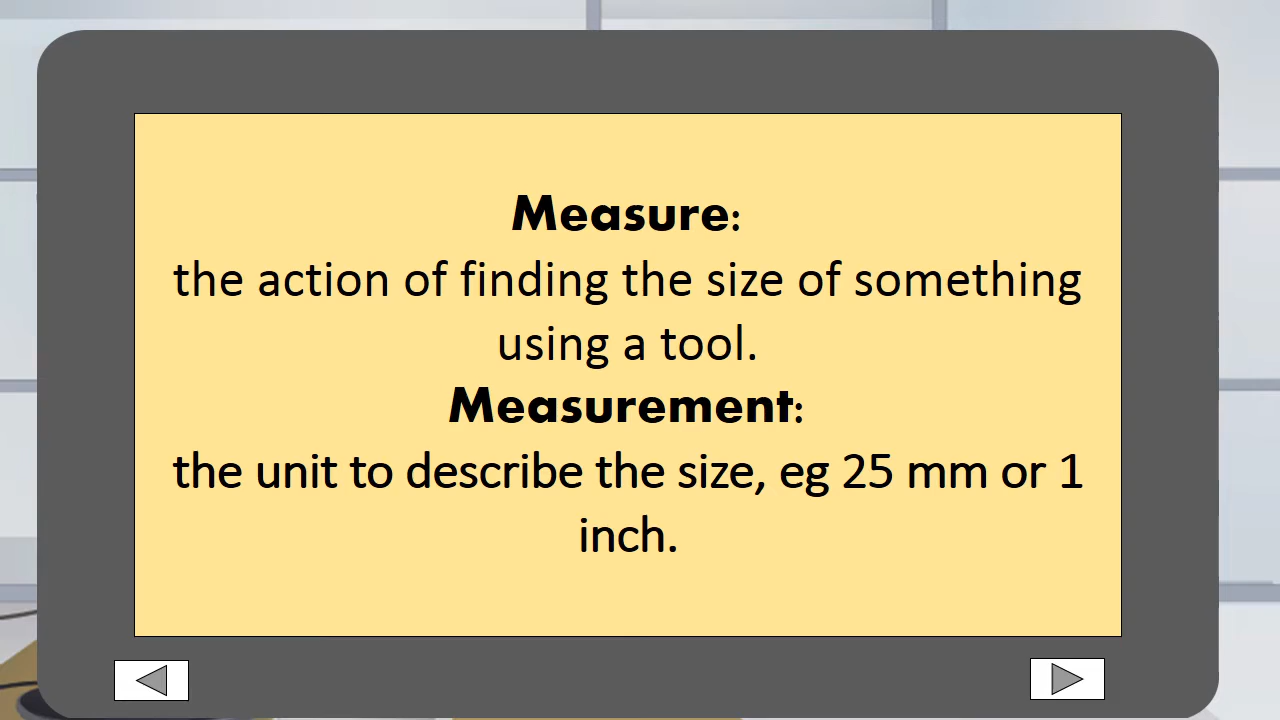 Measure:
the action of finding the size of something
using a tool.
Measurement:
the unit to describe the size, eg 25 mm or 1
inch.